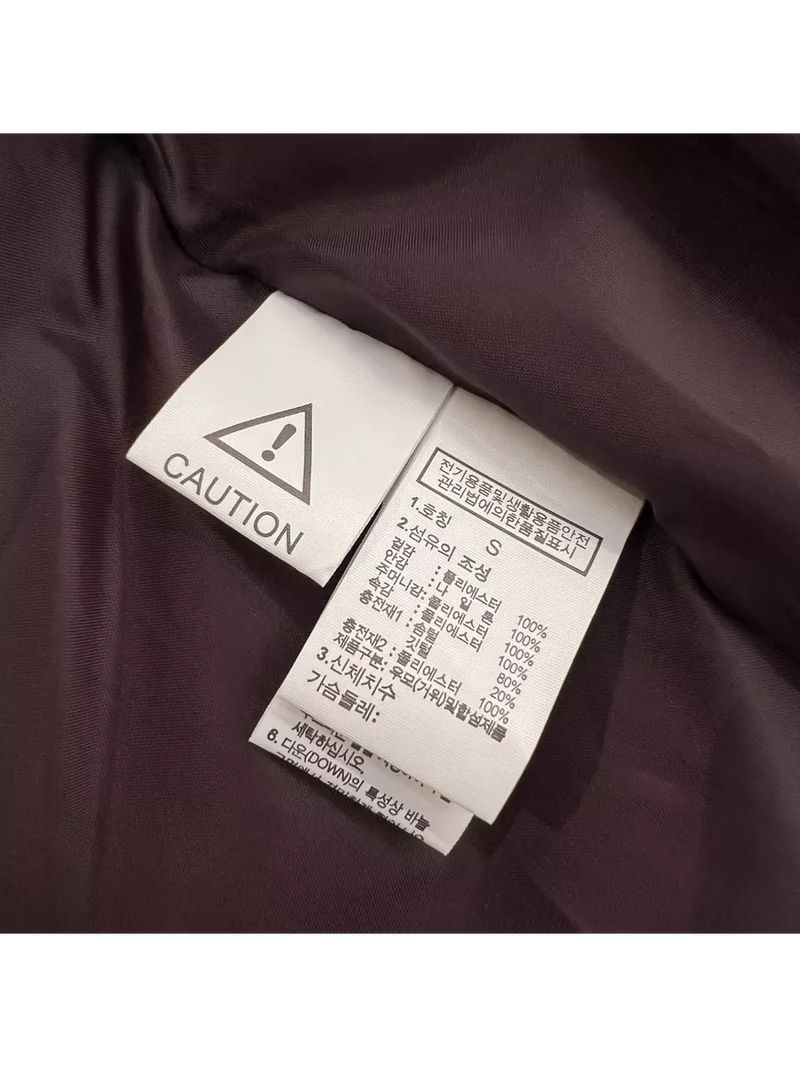 CAUTION
전기용품및생활용품안전
관리법에의한품질표시
1.호칭 S
2.섬유의 조성
겉감 : 폴리에스터 100%
안감 : 나 일 론 100%
주머니감 : 폴리에스터 100%
속감 : 폴리에스터 100%
충전재1 : 솜털 80%
깃털 20%
충전재2 : 폴리에스터 100%
제품구분: 우모(거위)및합섬제품
3.신체치수
가슴둘레:
세탁하십시오
6. 다운(DOWN)의 특성상 바늘